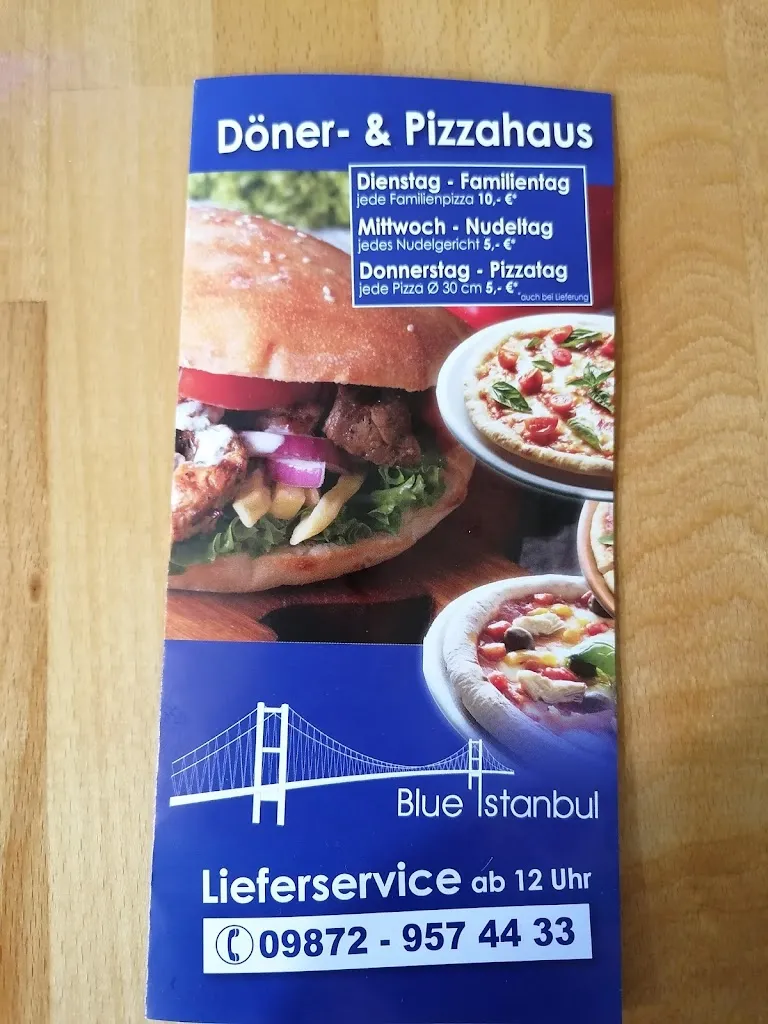 Döner- & Pizzahaus
Dienstag - Familientag
jede Familienpizza 10,- €*
Mittwoch - Nudeltag
jedes Nudelgericht 5,- €*
Donnerstag - Pizzatag
jede Pizza Ø 30 cm 5,- €*
*auch bei Lieferung
Blue Istanbul
Lieferservice ab 12 Uhr
09872 - 957 44 33